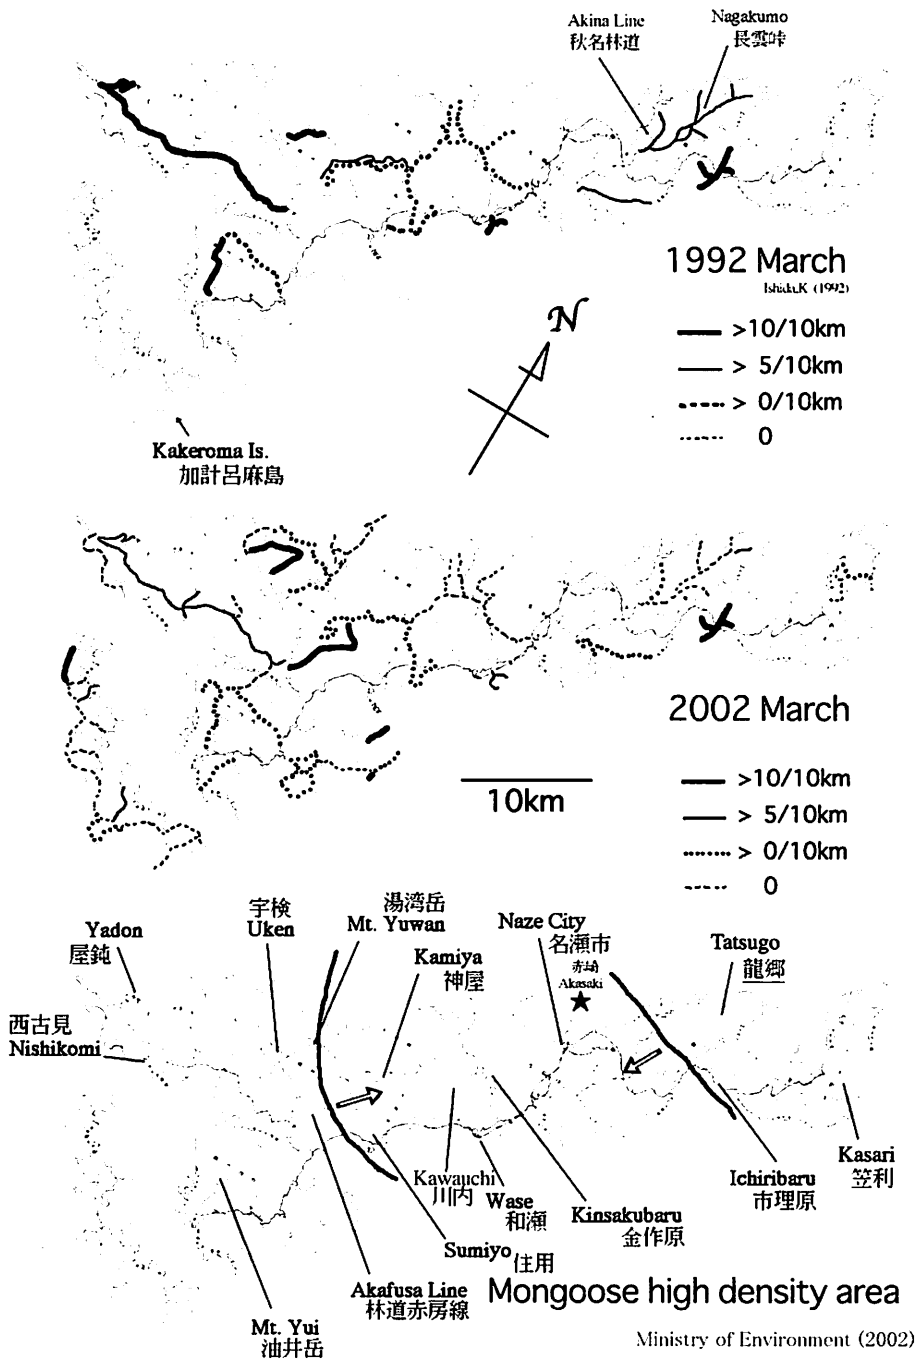 Akina Line
秋名林道
Nagakumo
長雲峠
1992 March
Ishida.K (1992)
>10/10km
> 5/10km
> 0/10km
0
N
Kakeroma Is.
加計呂麻島
2002 March
10km
>10/10km
> 5/10km
> 0/10km
0
Yadon
屋鈍
宇検
Uken
湯湾岳
Mt. Yuwan
Kamiya
神屋
Naze City
名瀬市
赤崎
Akasaki
Tatsugo
龍郷
西古見
Nishikomi
Kawauchi
川内
Wase
和瀬
Kinsakubaru
金作原
Ichiribaru
市理原
Kasari
笠利
Sumiyo
住用
Akafusa Line
林道赤房線
Mt. Yui
油井岳
Mongoose high density area
Ministry of Environment (2002)